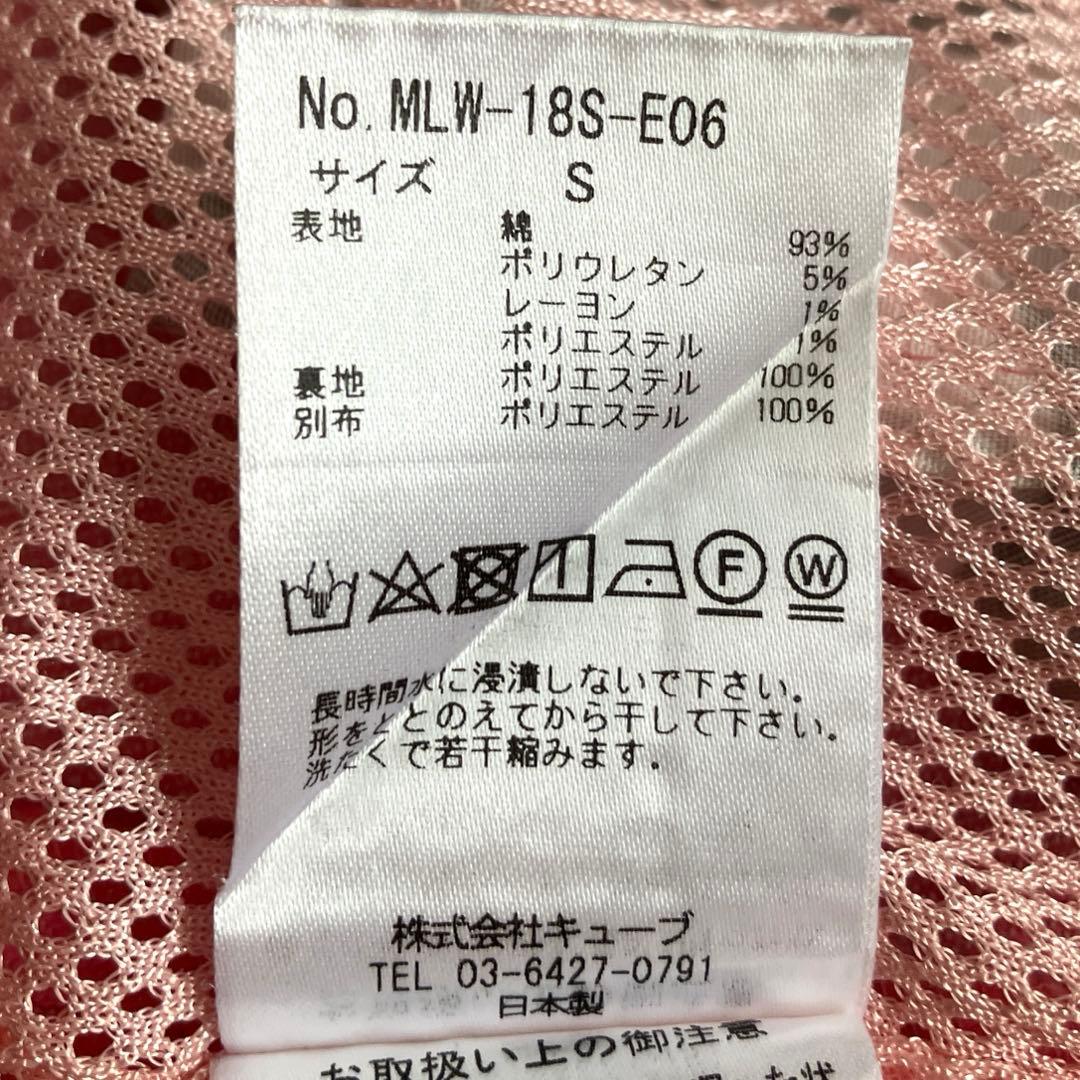 No. MLW-18S-E06
サイズ S
表地 綿 93%
ポリウレタン 5%
レーヨン 1%
ポリエステル 1%
裏地 ポリエステル 100%
別布 ポリエステル 100%
F W
長時間水に浸漬しないで下さい.
形をととのえてから干して下さい.
洗たくで若干縮みます.
株式会社キューブ
TEL 03-6427-0791
日本製
お取扱い上の御注意